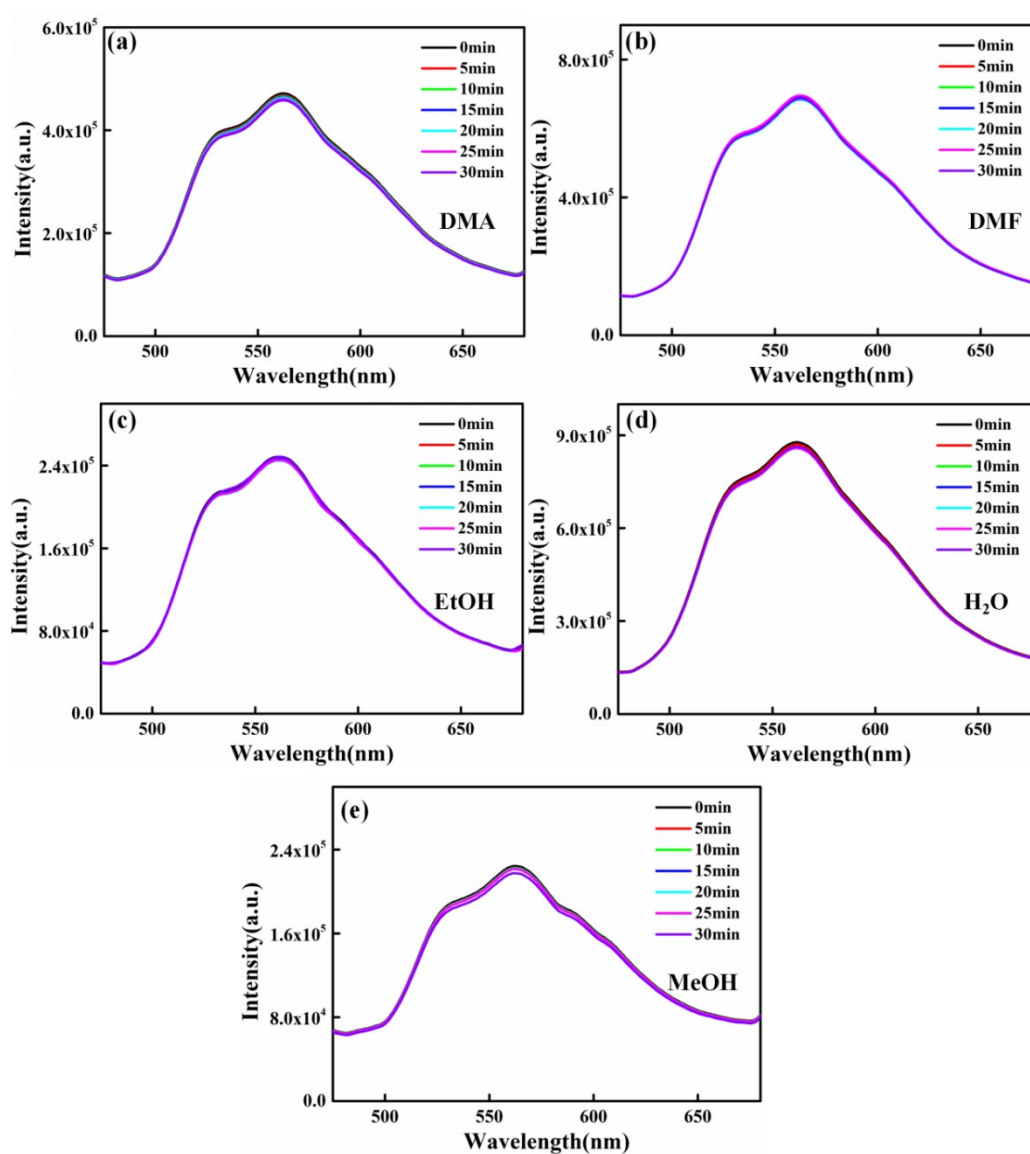 (a)
0min
5min
10min
15min
20min
25min
30min
DMA
6.0x10⁵
4.0x10⁵
2.0x10⁵
0.0
Intensity(a.u.)
500 550 600 650
Wavelength(nm)
(b)
0min
5min
10min
15min
20min
25min
30min
DMF
8.0x10⁵
4.0x10⁵
0.0
Intensity(a.u.)
500 550 600 650
Wavelength(nm)
(c)
0min
5min
10min
15min
20min
25min
30min
EtOH
2.4x10⁵
1.6x10⁵
8.0x10⁴
0.0
Intensity(a.u.)
500 550 600 650
Wavelength(nm)
(d)
0min
5min
10min
15min
20min
25min
30min
H₂O
9.0x10⁵
6.0x10⁵
3.0x10⁵
0.0
Intensity(a.u.)
500 550 600 650
Wavelength(nm)
(e)
0min
5min
10min
15min
20min
25min
30min
MeOH
2.4x10⁵
1.6x10⁵
8.0x10⁴
0.0
Intensity(a.u.)
500 550 600 650
Wavelength(nm)